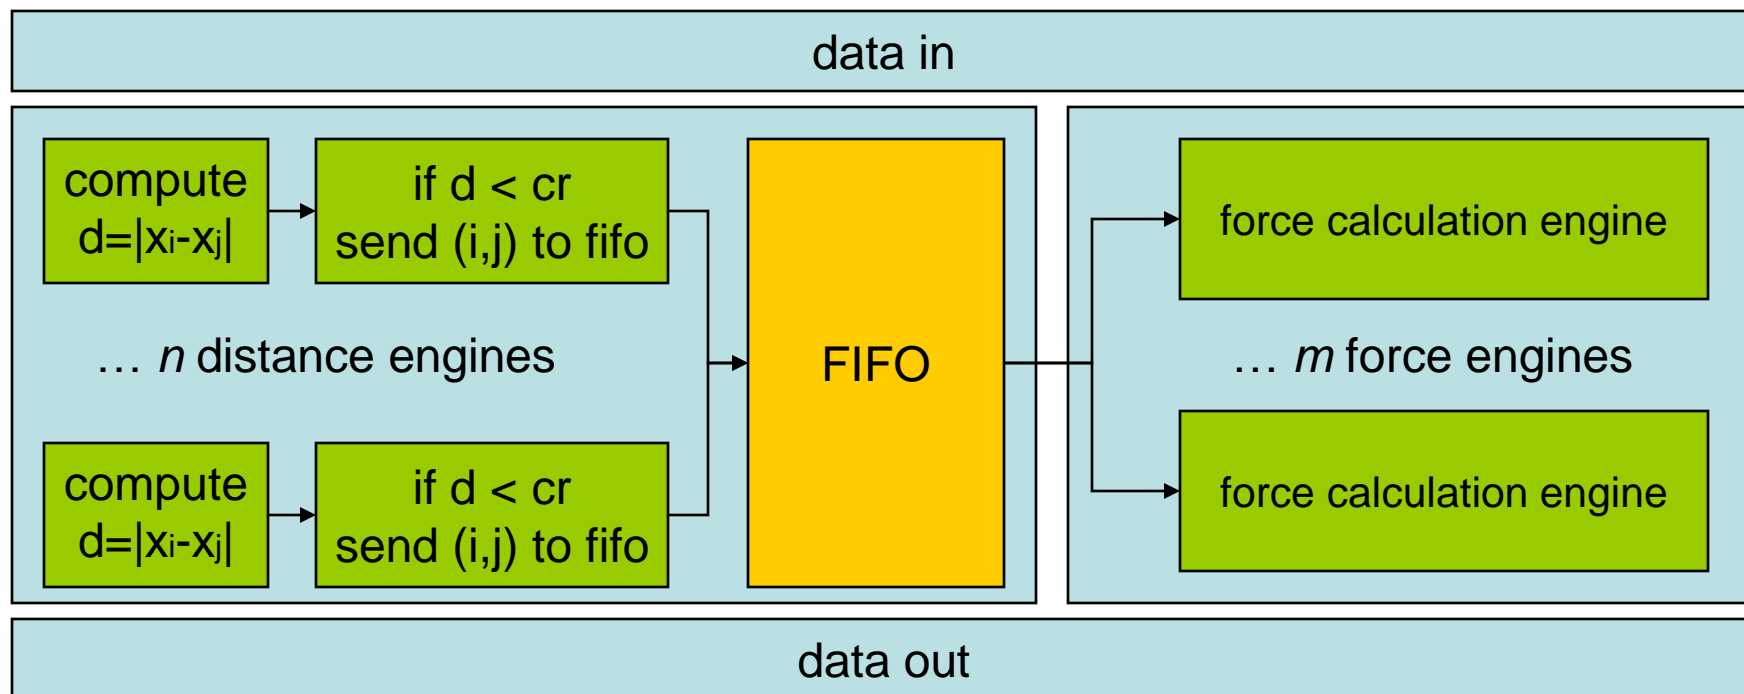 data in
compute
d=|xi-xj|
if d < cr
send (i,j) to fifo
… n distance engines
compute
d=|xi-xj|
if d < cr
send (i,j) to fifo
FIFO
force calculation engine
… m force engines
force calculation engine
data out